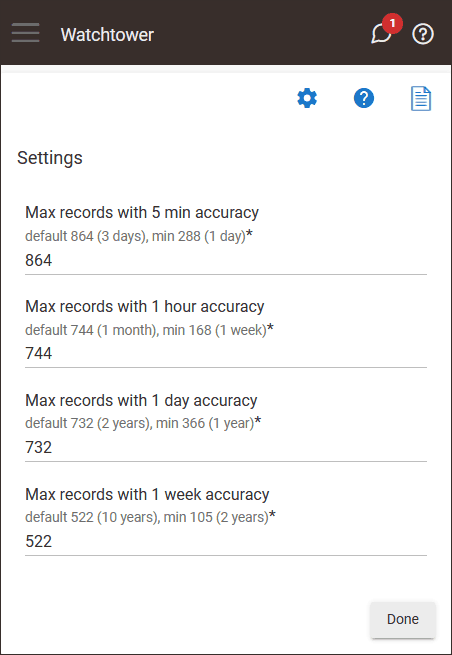 Watchtower
1
Settings
Max records with 5 min accuracy
default 864 (3 days), min 288 (1 day)*
864
Max records with 1 hour accuracy
default 744 (1 month), min 168 (1 week)*
744
Max records with 1 day accuracy
default 732 (2 years), min 366 (1 year)*
732
Max records with 1 week accuracy
default 522 (10 years), min 105 (2 years)*
522
Done